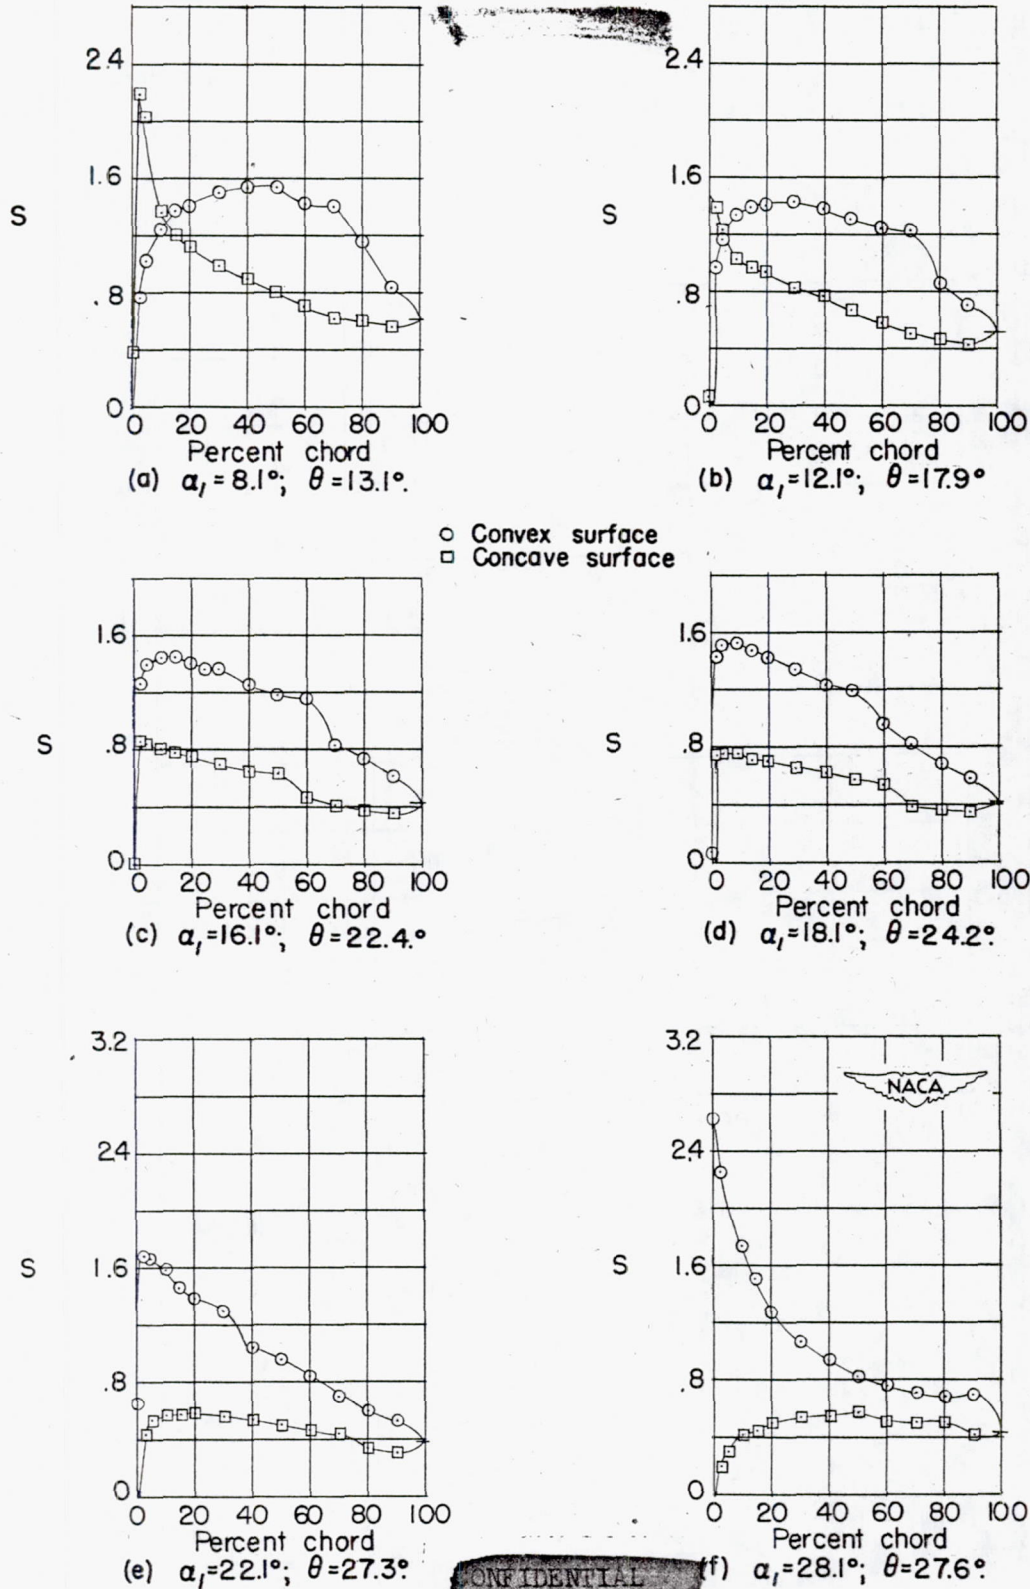 2.4
1.6
S
.8
0
0 20 40 60 80 100
Percent chord
(a) α₁=8.1°; θ=13.1°.
2.4
1.6
S
.8
0
0 20 40 60 80 100
Percent chord
(b) α₁=12.1°; θ=17.9°
Convex surface
Concave surface
1.6
S
.8
0
0 20 40 60 80 100
Percent chord
(c) α₁=16.1°; θ=22.4.°
1.6
S
.8
0
0 20 40 60 80 100
Percent chord
(d) α₁=18.1°; θ=24.2°.
3.2
2.4
1.6
S
.8
0
0 20 40 60 80 100
Percent chord
(e) α₁=22.1°; θ=27.3°.
3.2
NACA
2.4
1.6
S
.8
0
0 20 40 60 80 100
Percent chord
(f) α₁=28.1°; θ=27.6°.
ONFIDENTIAL